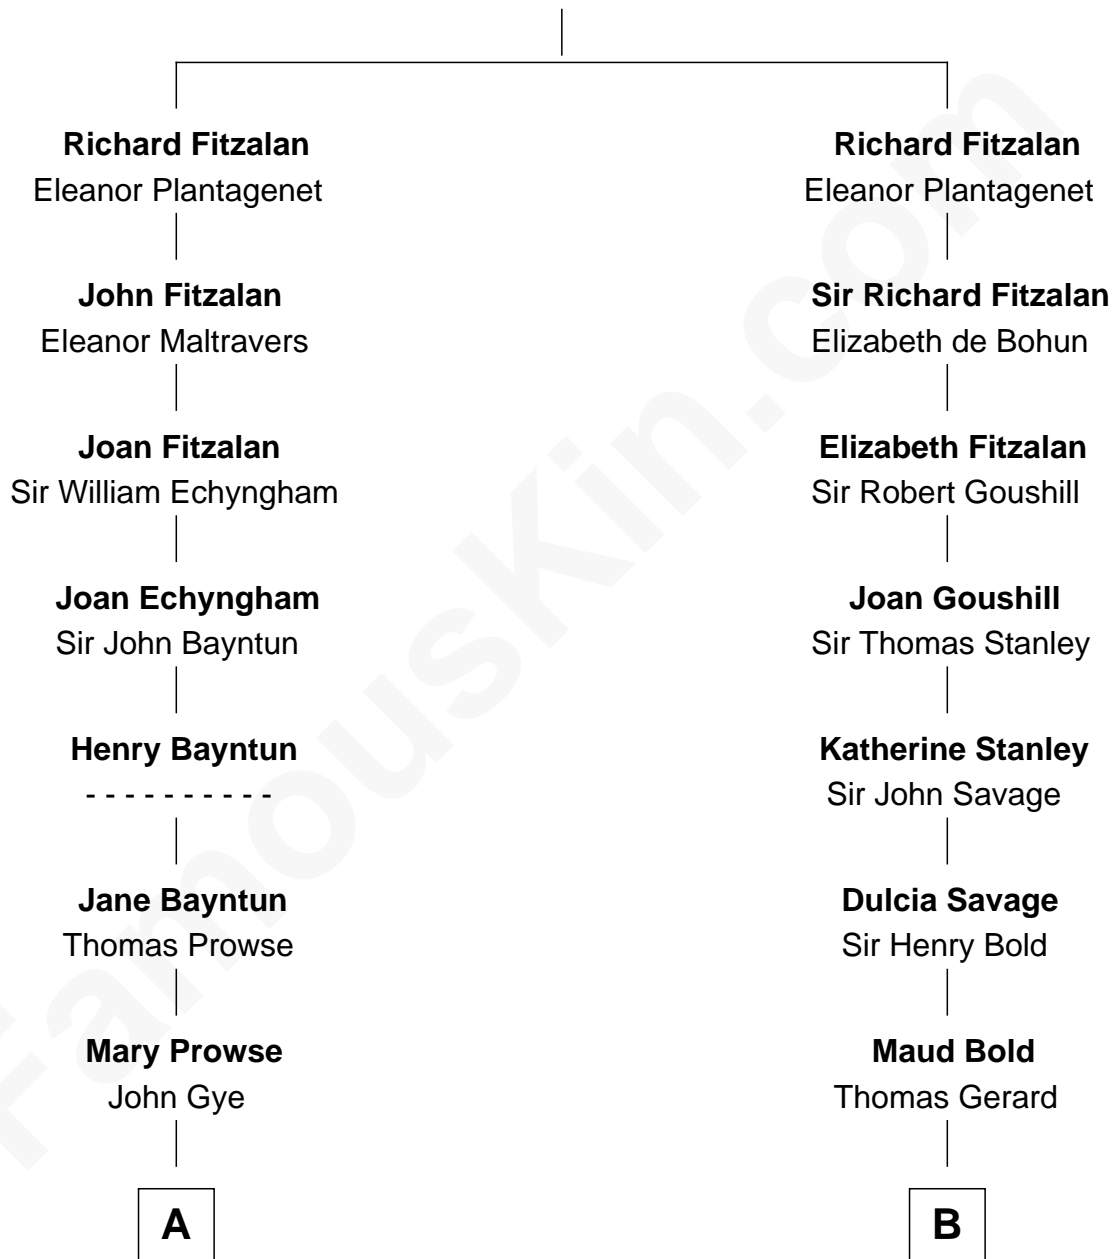 Richard Fitzalan
Eleanor Plantagenet
John Fitzalan
Eleanor Maltravers
Joan Fitzalan
Sir William Echyngham
Joan Echyngham
Sir John Bayntun
Henry Bayntun
- - - - - - - - - -
Jane Bayntun
Thomas Prowse
Mary Prowse
John Gye
A
Richard Fitzalan
Eleanor Plantagenet
Sir Richard Fitzalan
Elizabeth de Bohun
Elizabeth Fitzalan
Sir Robert Goushill
Joan Goushill
Sir Thomas Stanley
Katherine Stanley
Sir John Savage
Dulcia Savage
Sir Henry Bold
Maud Bold
Thomas Gerard
B
FamousKin.com